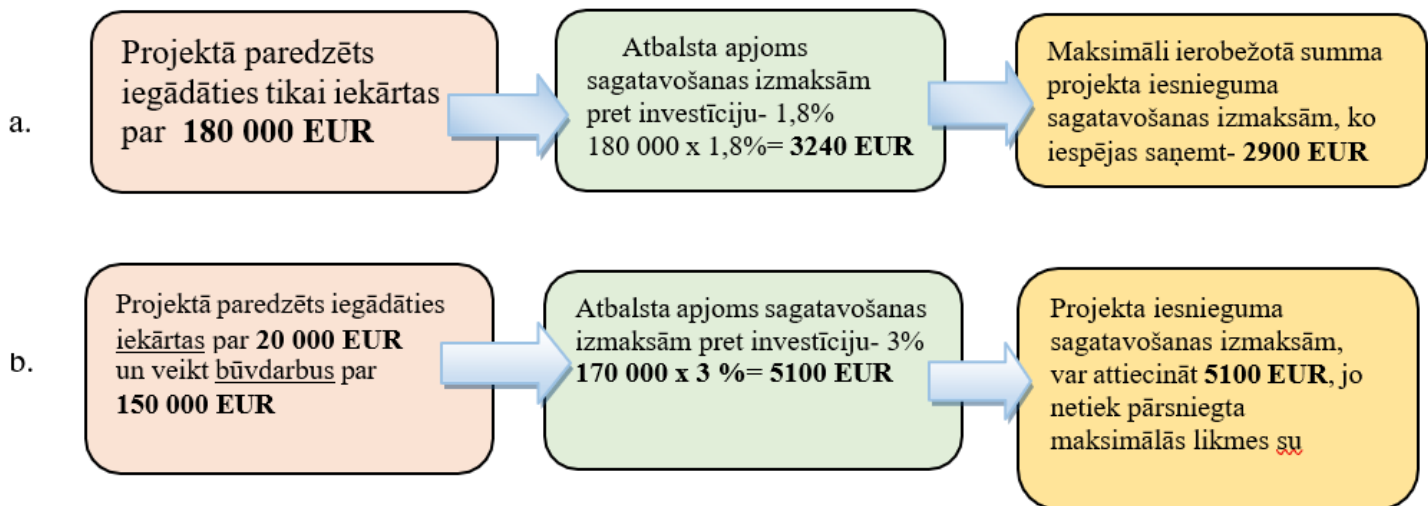 a.
Projektā paredzēts
iegādāties tikai iekārtas
par 180 000 EUR
Atbalsta apjoms
sagatavošanas izmaksām
pret investīciju- 1,8%
180 000 x 1,8%= 3240 EUR
Maksimāli ierobežotā summa
projekta iesnieguma
sagatavošanas izmaksām, ko
iespējas saņemt- 2900 EUR
b.
Projektā paredzēts iegādāties
iekārtas par 20 000 EUR
un veikt būvdarbus par
150 000 EUR
Atbalsta apjoms sagatavošanas
izmaksām pret investīciju- 3%
170 000 x 3 %= 5100 EUR
Projekta iesnieguma
sagatavošanas izmaksām,
var attiecināt 5100 EUR, jo
netiek pārsniegta
maksimālās likmes su